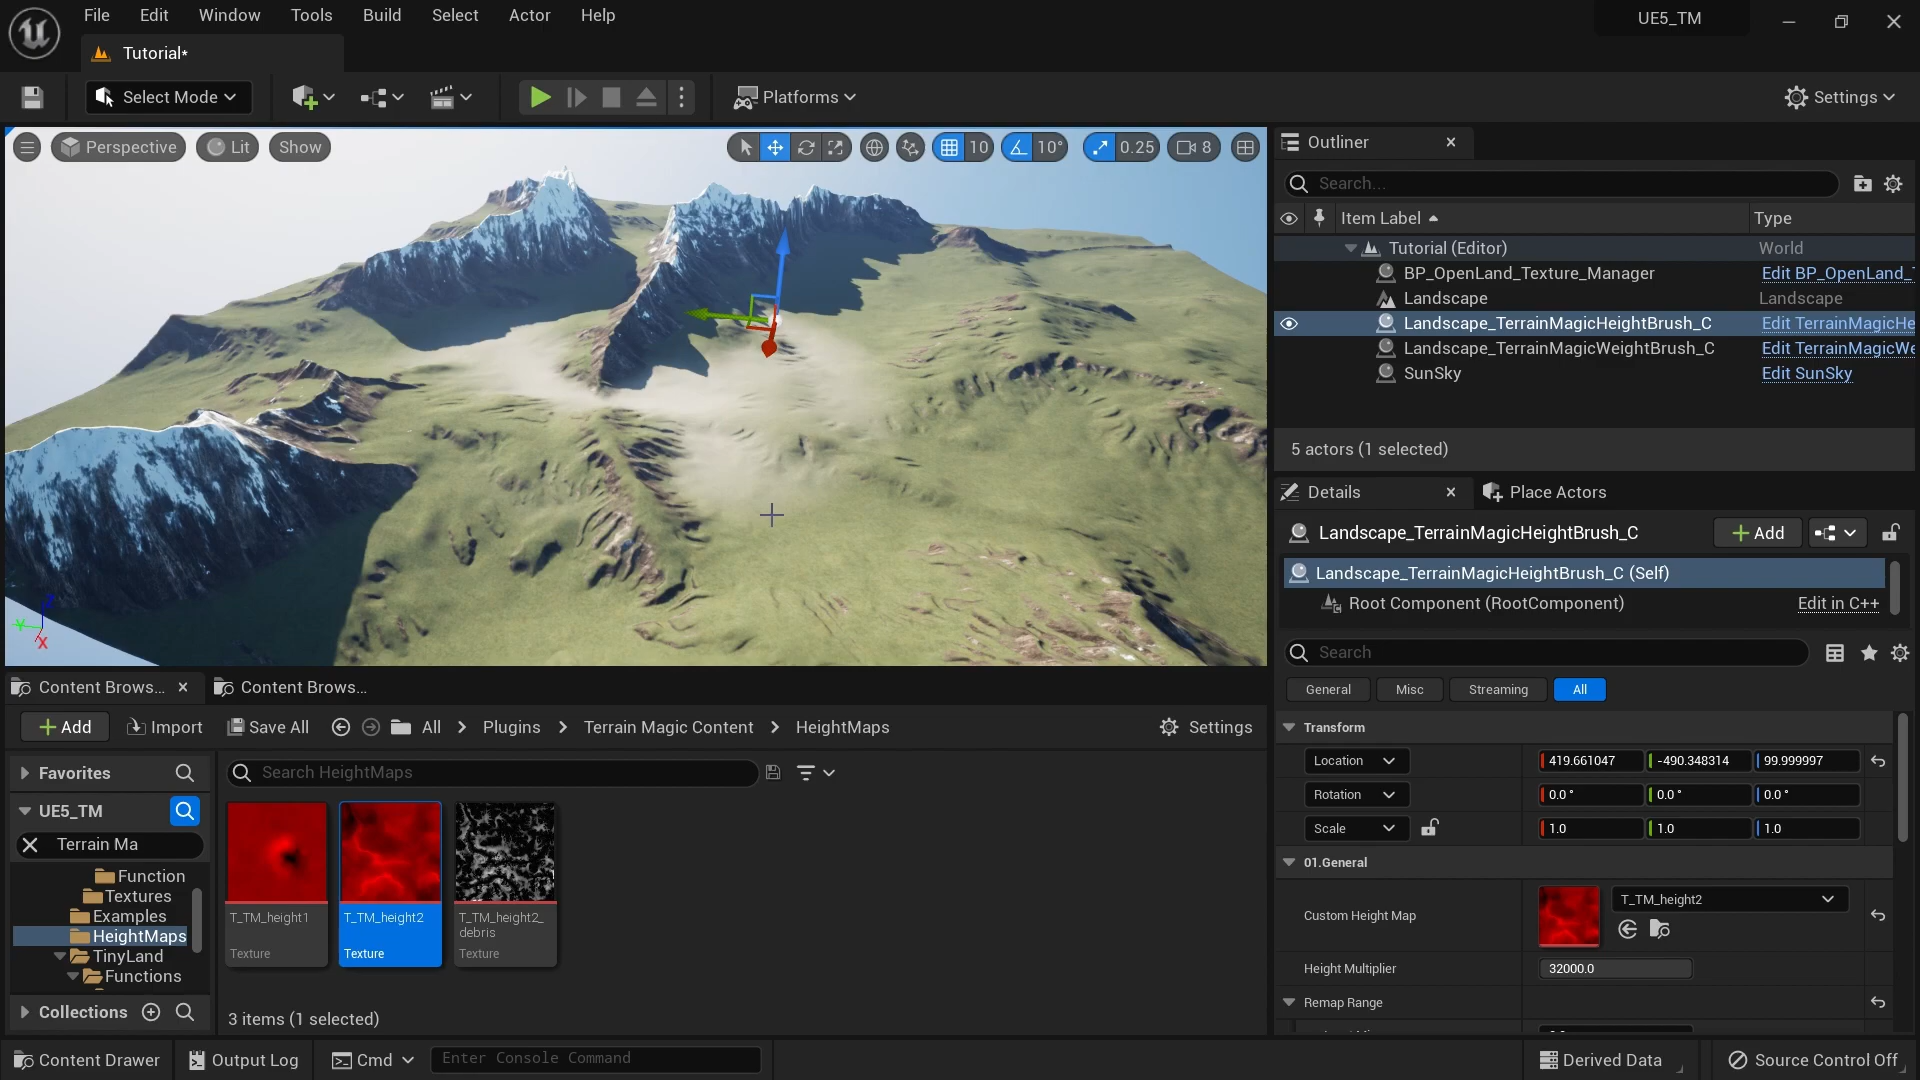 File Edit Window Tools Build Select Actor Help
UE5_TM
Tutorial*
Select Mode
Platforms
Settings
Perspective
Lit
Show
10
10°
0.25
8
Outliner
Search...
Item Label
Type
Tutorial (Editor)
World
BP_OpenLand_Texture_Manager
Edit BP_OpenLand_
Landscape
Landscape
Landscape_TerrainMagicHeightBrush_C
Edit TerrainMagicHe
Landscape_TerrainMagicWeightBrush_C
Edit TerrainMagicWe
SunSky
Edit SunSky
5 actors (1 selected)
Details
Place Actors
Landscape_TerrainMagicHeightBrush_C
Add
Landscape_TerrainMagicHeightBrush_C (Self)
Root Component (RootComponent)
Edit in C++
Search
General
Misc
Streaming
All
Transform
Location
419.661047
-490.348314
99.999997
Rotation
0.0 °
0.0 °
0.0 °
Scale
1.0
1.0
1.0
01.General
Custom Height Map
T_TM_height2
Height Multiplier
32000.0
Remap Range
Z
Y
X
Content Brows...
Content Brows...
Add
Import
Save All
All
Plugins
Terrain Magic Content
HeightMaps
Settings
Favorites
Search HeightMaps
UE5_TM
Terrain Ma
Function
Textures
Examples
HeightMaps
TinyLand
Functions
Collections
T_TM_height1
Texture
T_TM_height2
Texture
T_TM_height2_
debris
Texture
3 items (1 selected)
Content Drawer
Output Log
Cmd
Enter Console Command
Derived Data
Source Control Off